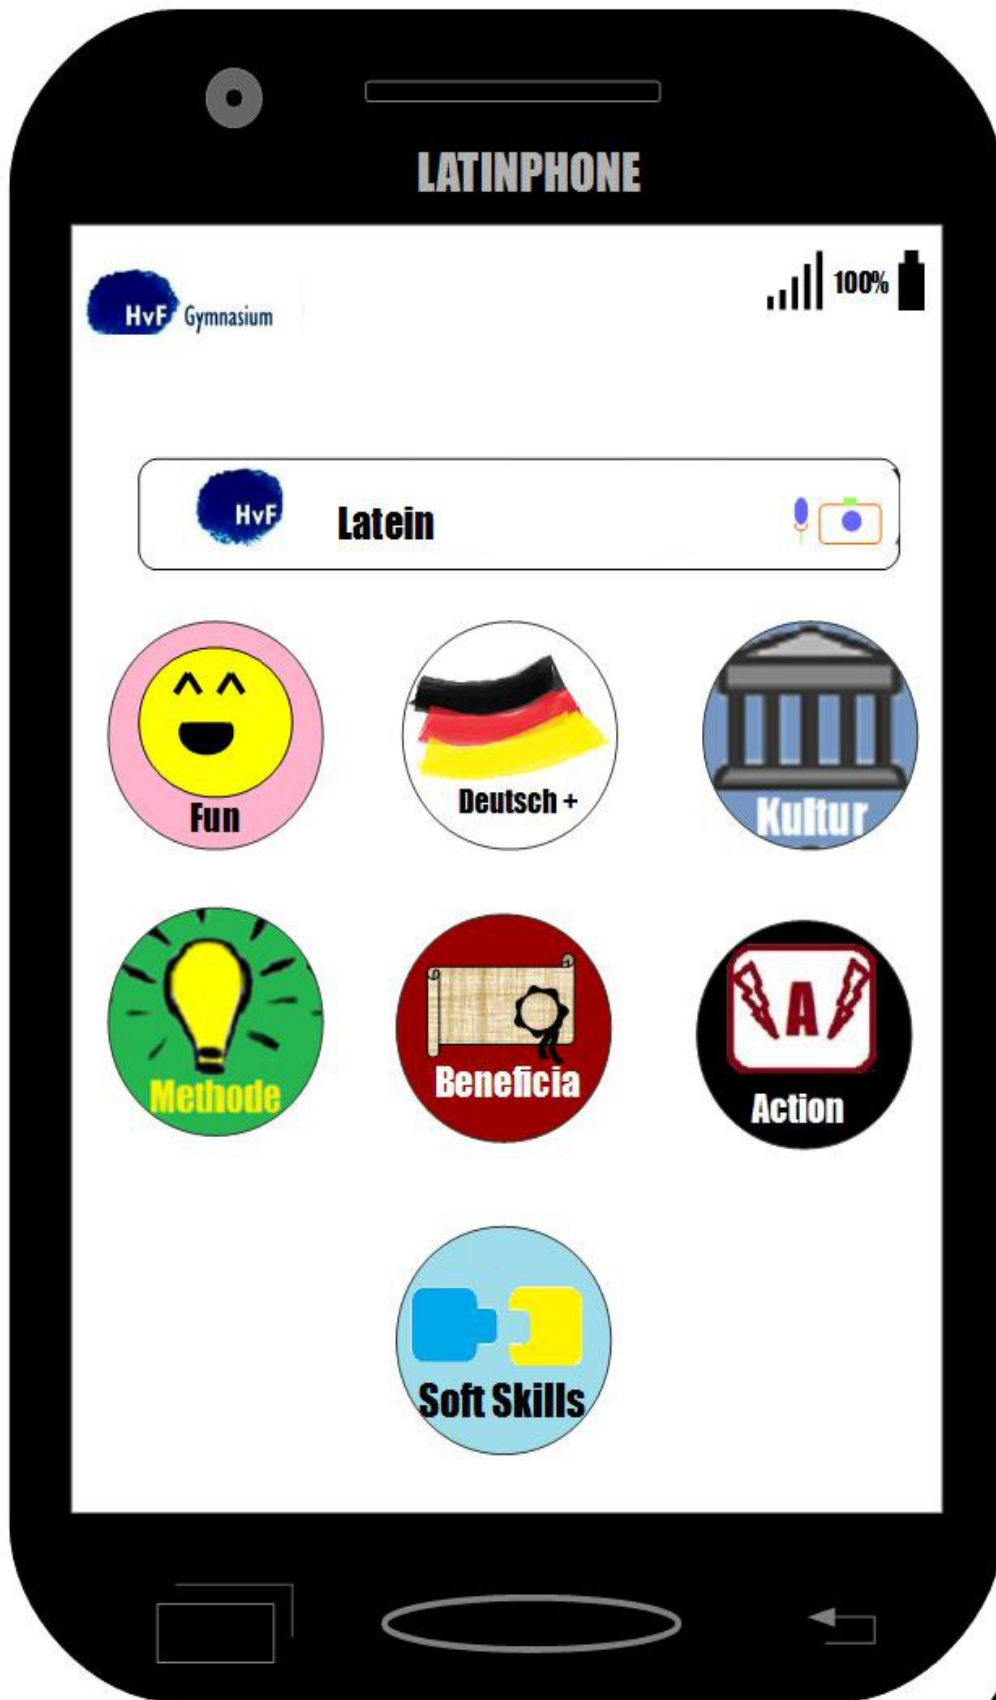 LATINPHONE
HvF Gymnasium
100%
HvF Latein
Fun
Deutsch +
Kultur
Methode
Beneficia
A
Action
Soft Skills